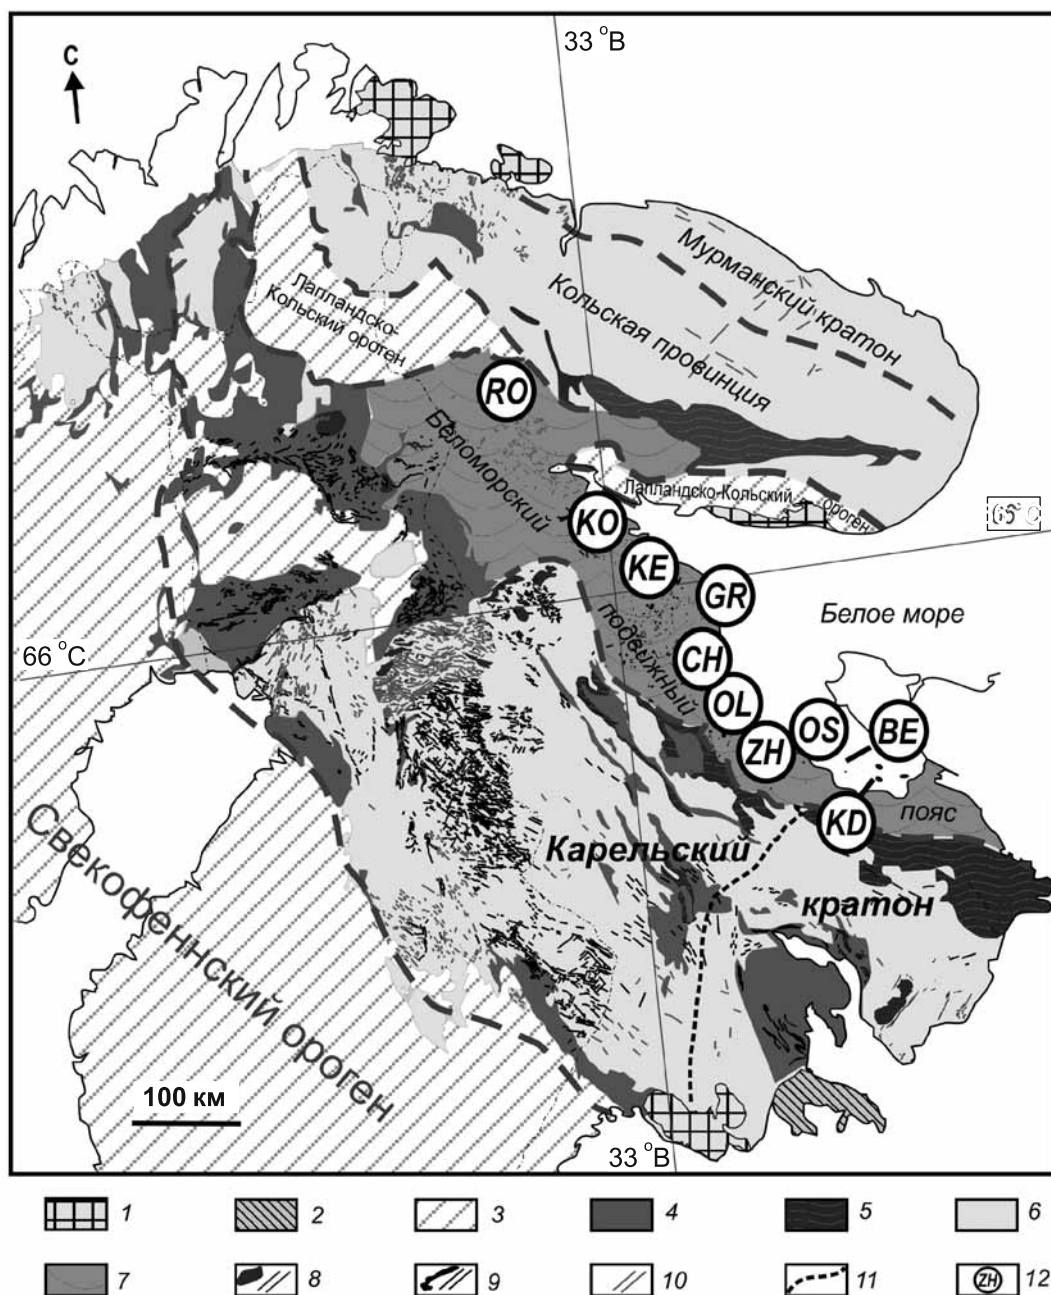 33 °В
С
Мурманский кратон
Кольская провинция
Лапландско-
Кольский ороген
RO
Беломорский
Лапландско-Кольский
ороген
KO
KE
GR
66 °С
подвижный
Белое море
CH
OL
OS
BE
ZH
KD
пояс
Карельский
кратон
Свекофеннский ороген
100 км
33 °В
1
2
3
4
5
6
7
8
9
10
11
ZH
12